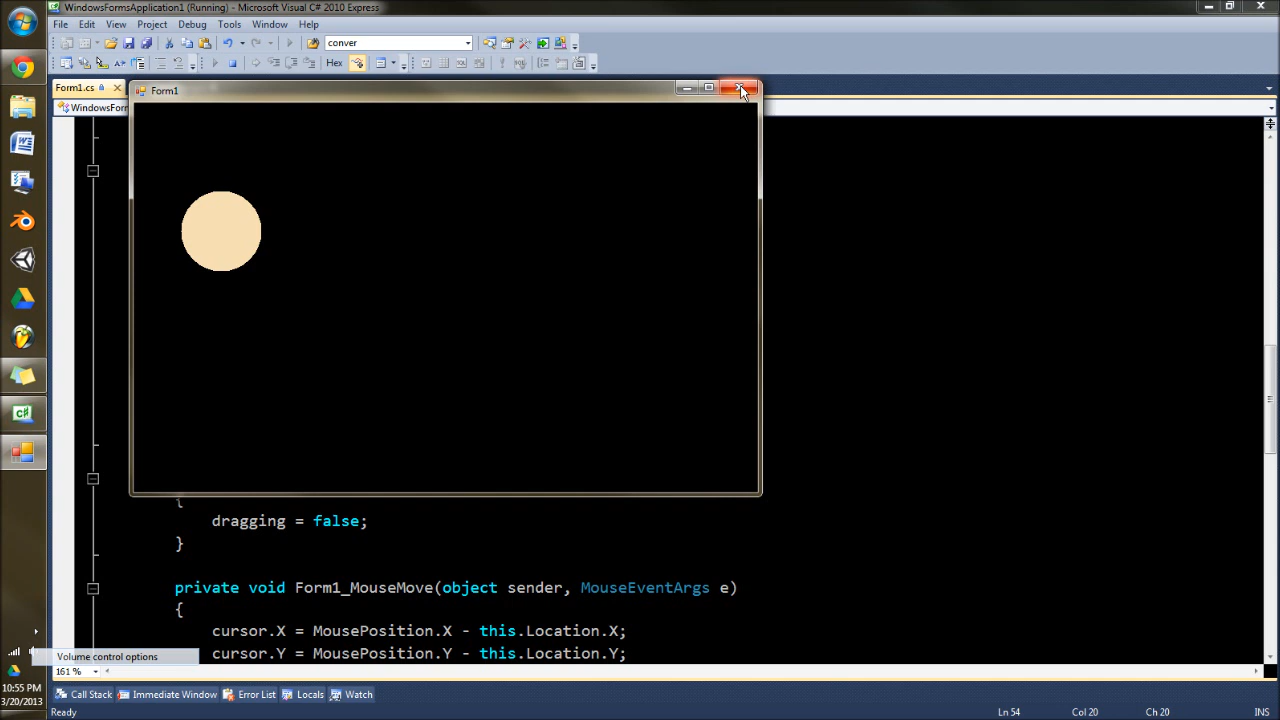 WindowsFormsApplication1 (Running) - Microsoft Visual C# 2010 Express
File Edit View Project Debug Tools Window Help
conver
Hex
Form1.cs
WindowsForm
Form1
{
dragging = false;
}
private void Form1_MouseMove(object sender, MouseEventArgs e)
{
cursor.X = MousePosition.X - this.Location.X;
cursor.Y = MousePosition.Y - this.Location.Y;
Volume control options
161 %
10:55 PM
3/20/2013
Call Stack Immediate Window Error List Locals Watch
Ready Ln 54 Col 20 Ch 20 INS